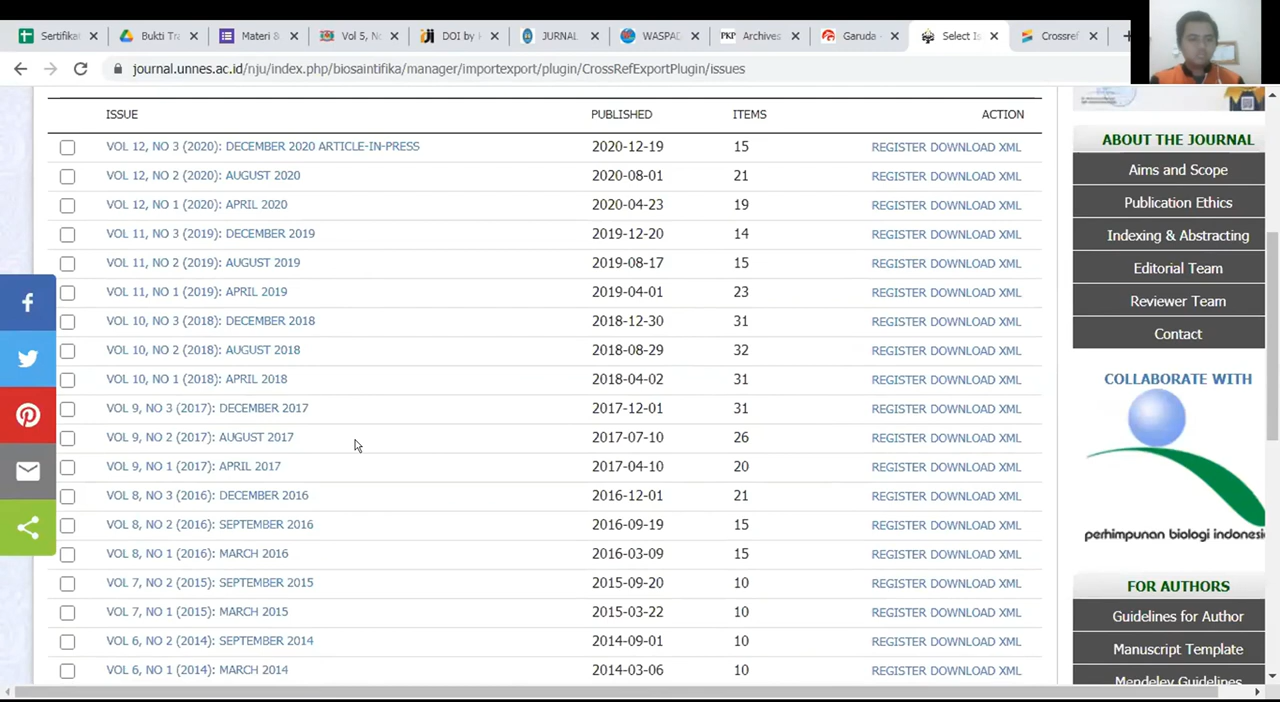 Sertifika
Bukti Tra
Materi 8
Vol 5, No
DOI by
JURNAL
WASPAD
PKP Archives
Garuda -
Select Is
Crossref
journal.unnes.ac.id/nju/index.php/biosaintifika/manager/importexport/plugin/CrossRefExportPlugin/issues
ISSUE PUBLISHED ITEMS ACTION
VOL 12, NO 3 (2020): DECEMBER 2020 ARTICLE-IN-PRESS 2020-12-19 15 REGISTER DOWNLOAD XML
VOL 12, NO 2 (2020): AUGUST 2020 2020-08-01 21 REGISTER DOWNLOAD XML
VOL 12, NO 1 (2020): APRIL 2020 2020-04-23 19 REGISTER DOWNLOAD XML
VOL 11, NO 3 (2019): DECEMBER 2019 2019-12-20 14 REGISTER DOWNLOAD XML
VOL 11, NO 2 (2019): AUGUST 2019 2019-08-17 15 REGISTER DOWNLOAD XML
VOL 11, NO 1 (2019): APRIL 2019 2019-04-01 23 REGISTER DOWNLOAD XML
VOL 10, NO 3 (2018): DECEMBER 2018 2018-12-30 31 REGISTER DOWNLOAD XML
VOL 10, NO 2 (2018): AUGUST 2018 2018-08-29 32 REGISTER DOWNLOAD XML
VOL 10, NO 1 (2018): APRIL 2018 2018-04-02 31 REGISTER DOWNLOAD XML
VOL 9, NO 3 (2017): DECEMBER 2017 2017-12-01 31 REGISTER DOWNLOAD XML
VOL 9, NO 2 (2017): AUGUST 2017 2017-07-10 26 REGISTER DOWNLOAD XML
VOL 9, NO 1 (2017): APRIL 2017 2017-04-10 20 REGISTER DOWNLOAD XML
VOL 8, NO 3 (2016): DECEMBER 2016 2016-12-01 21 REGISTER DOWNLOAD XML
VOL 8, NO 2 (2016): SEPTEMBER 2016 2016-09-19 15 REGISTER DOWNLOAD XML
VOL 8, NO 1 (2016): MARCH 2016 2016-03-09 15 REGISTER DOWNLOAD XML
VOL 7, NO 2 (2015): SEPTEMBER 2015 2015-09-20 10 REGISTER DOWNLOAD XML
VOL 7, NO 1 (2015): MARCH 2015 2015-03-22 10 REGISTER DOWNLOAD XML
VOL 6, NO 2 (2014): SEPTEMBER 2014 2014-09-01 10 REGISTER DOWNLOAD XML
VOL 6, NO 1 (2014): MARCH 2014 2014-03-06 10 REGISTER DOWNLOAD XML
ABOUT THE JOURNAL
Aims and Scope
Publication Ethics
Indexing & Abstracting
Editorial Team
Reviewer Team
Contact
COLLABORATE WITH
perhimpunan biologi indonesi
FOR AUTHORS
Guidelines for Author
Manuscript Template
Mendeley Guidelines